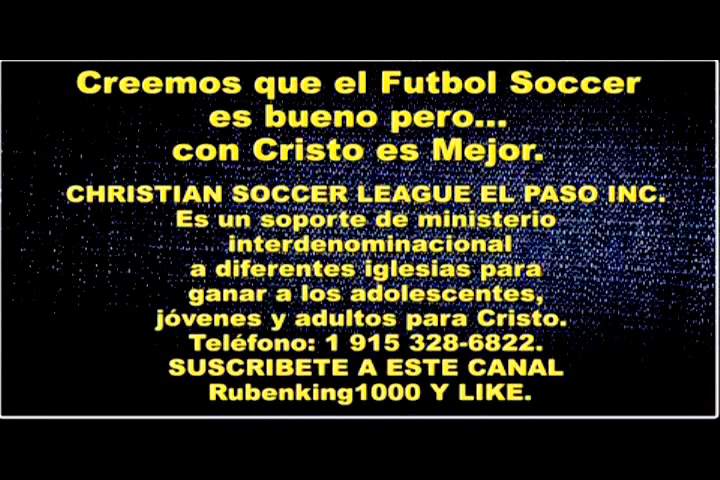 Creemos que el Futbol Soccer
es bueno pero...
con Cristo es Mejor.
CHRISTIAN SOCCER LEAGUE EL PASO INC.
Es un soporte de ministerio
interdenominacional
a diferentes iglesias para
ganar a los adolescentes,
jóvenes y adultos para Cristo.
Teléfono: 1 915 328-6822.
SUSCRIBETE A ESTE CANAL
Rubenking1000 Y LIKE.